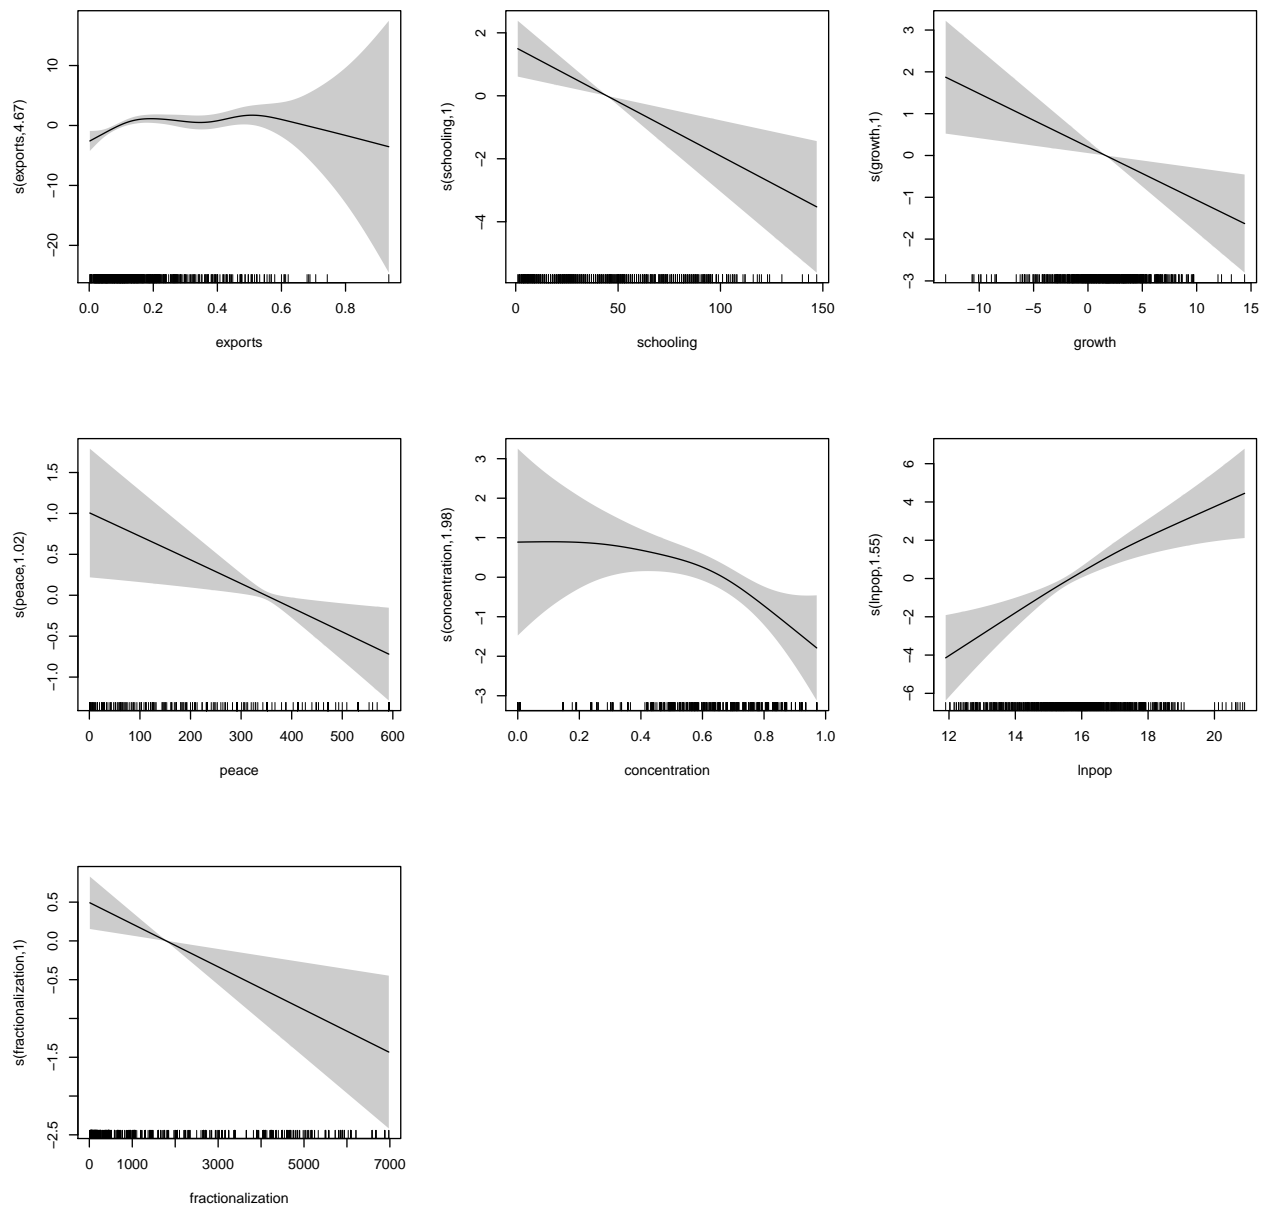 10
0
−10
−20
s(exports,4.67)
0.0 0.2 0.4 0.6 0.8
exports
2
0
−2
−4
s(schooling,1)
0 50 100 150
schooling
3
2
1
0
−1
−2
−3
s(growth,1)
−10 −5 0 5 10 15
growth
1.5
1.0
0.5
0.0
−0.5
−1.0
s(peace,1.02)
0 100 200 300 400 500 600
peace
3
2
1
0
−1
−2
−3
s(concentration,1.98)
0.0 0.2 0.4 0.6 0.8 1.0
concentration
6
4
2
0
−2
−4
−6
s(lnpop,1.55)
12 14 16 18 20
lnpop
0.5
0.0
−0.5
−1.5
−2.5
s(fractionalization,1)
0 1000 3000 5000 7000
fractionalization